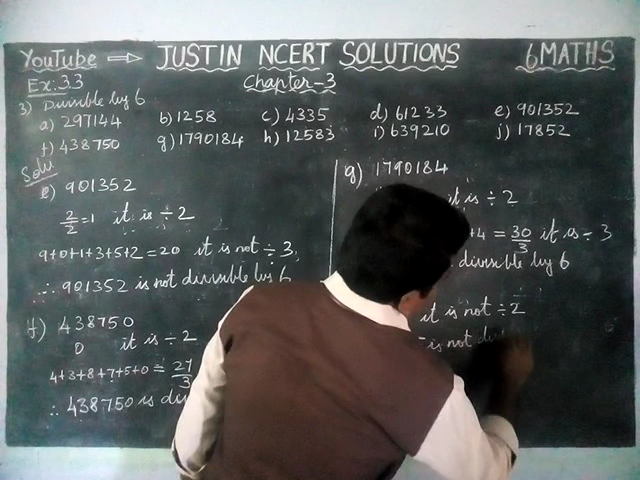 YouTube ⇒ JUSTIN NCERT SOLUTIONS 6 MATHS
Ex: 3.3 Chapter-3
3) Divisible by 6
a) 297144 b) 1258 c) 4335 d) 61233 e) 901352
f) 438750 g) 1790184 h) 12583 i) 639210 j) 17852
Solu.
e) 901352
2/2 = 1 it is ÷ 2
9+0+1+3+5+2 = 20 it is not ÷ 3,
∴ 901352 is not divisible by 6
f) 438750
0 it is ÷ 2
4+3+8+7+5+0 = 27/3
∴ 438750 is div
g) 1790184
it is ÷ 2
+4 = 30/3 it is ÷ 3
divisible by 6
it is not ÷ 2
is not